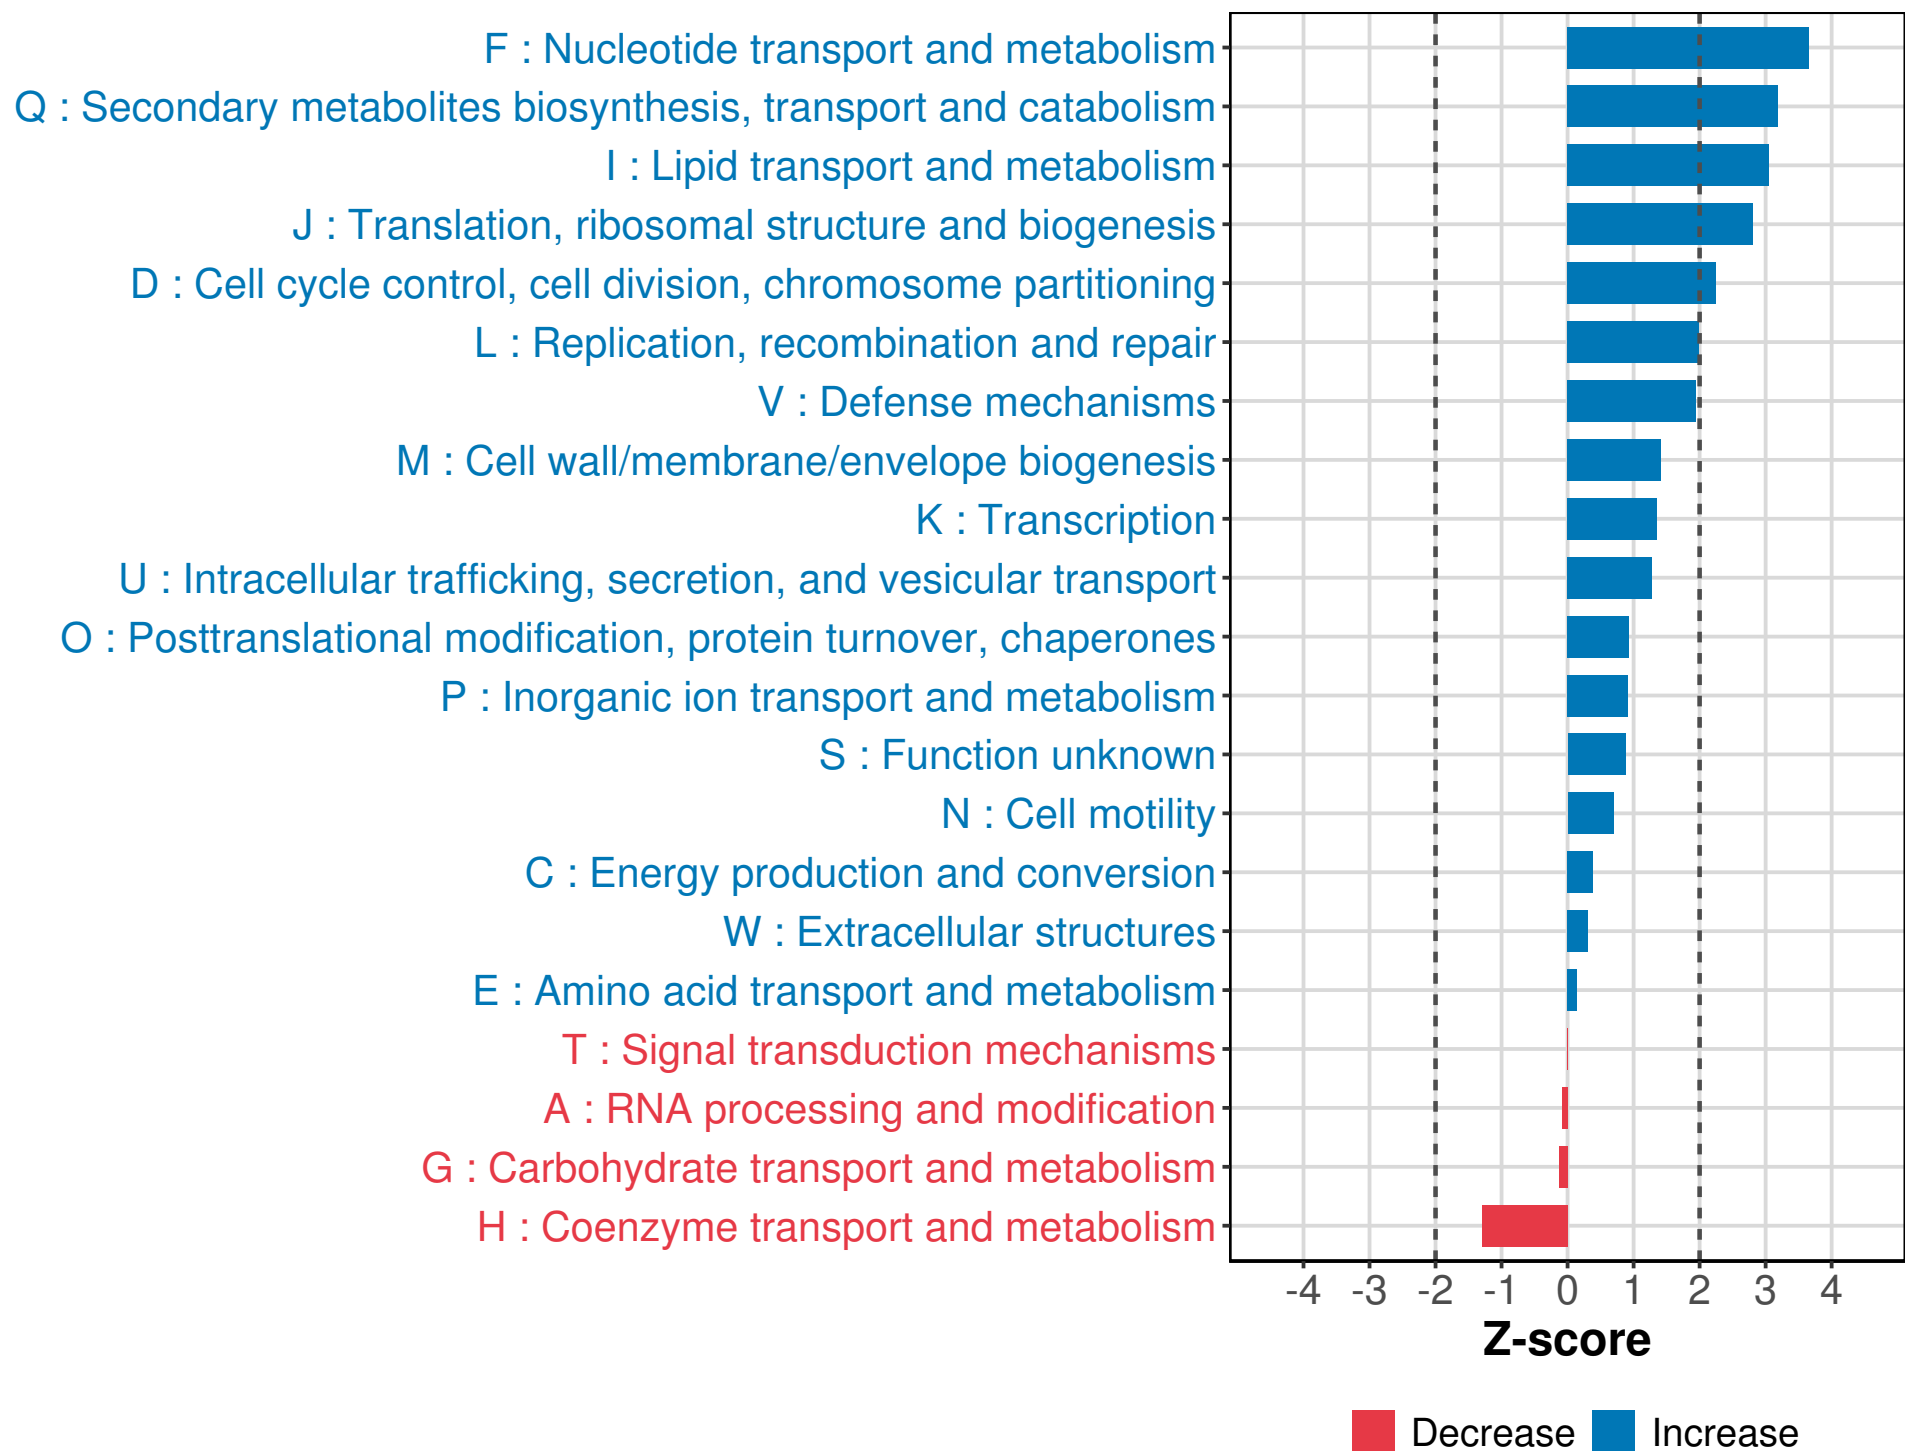 F : Nucleotide transport and metabolism
Q : Secondary metabolites biosynthesis, transport and catabolism
I : Lipid transport and metabolism
J : Translation, ribosomal structure and biogenesis
D : Cell cycle control, cell division, chromosome partitioning
L : Replication, recombination and repair
V : Defense mechanisms
M : Cell wall/membrane/envelope biogenesis
K : Transcription
U : Intracellular trafficking, secretion, and vesicular transport
O : Posttranslational modification, protein turnover, chaperones
P : Inorganic ion transport and metabolism
S : Function unknown
N : Cell motility
C : Energy production and conversion
W : Extracellular structures
E : Amino acid transport and metabolism
T : Signal transduction mechanisms
A : RNA processing and modification
G : Carbohydrate transport and metabolism
H : Coenzyme transport and metabolism
-4 -3 -2 -1 0 1 2 3 4
Z-score
Decrease Increase